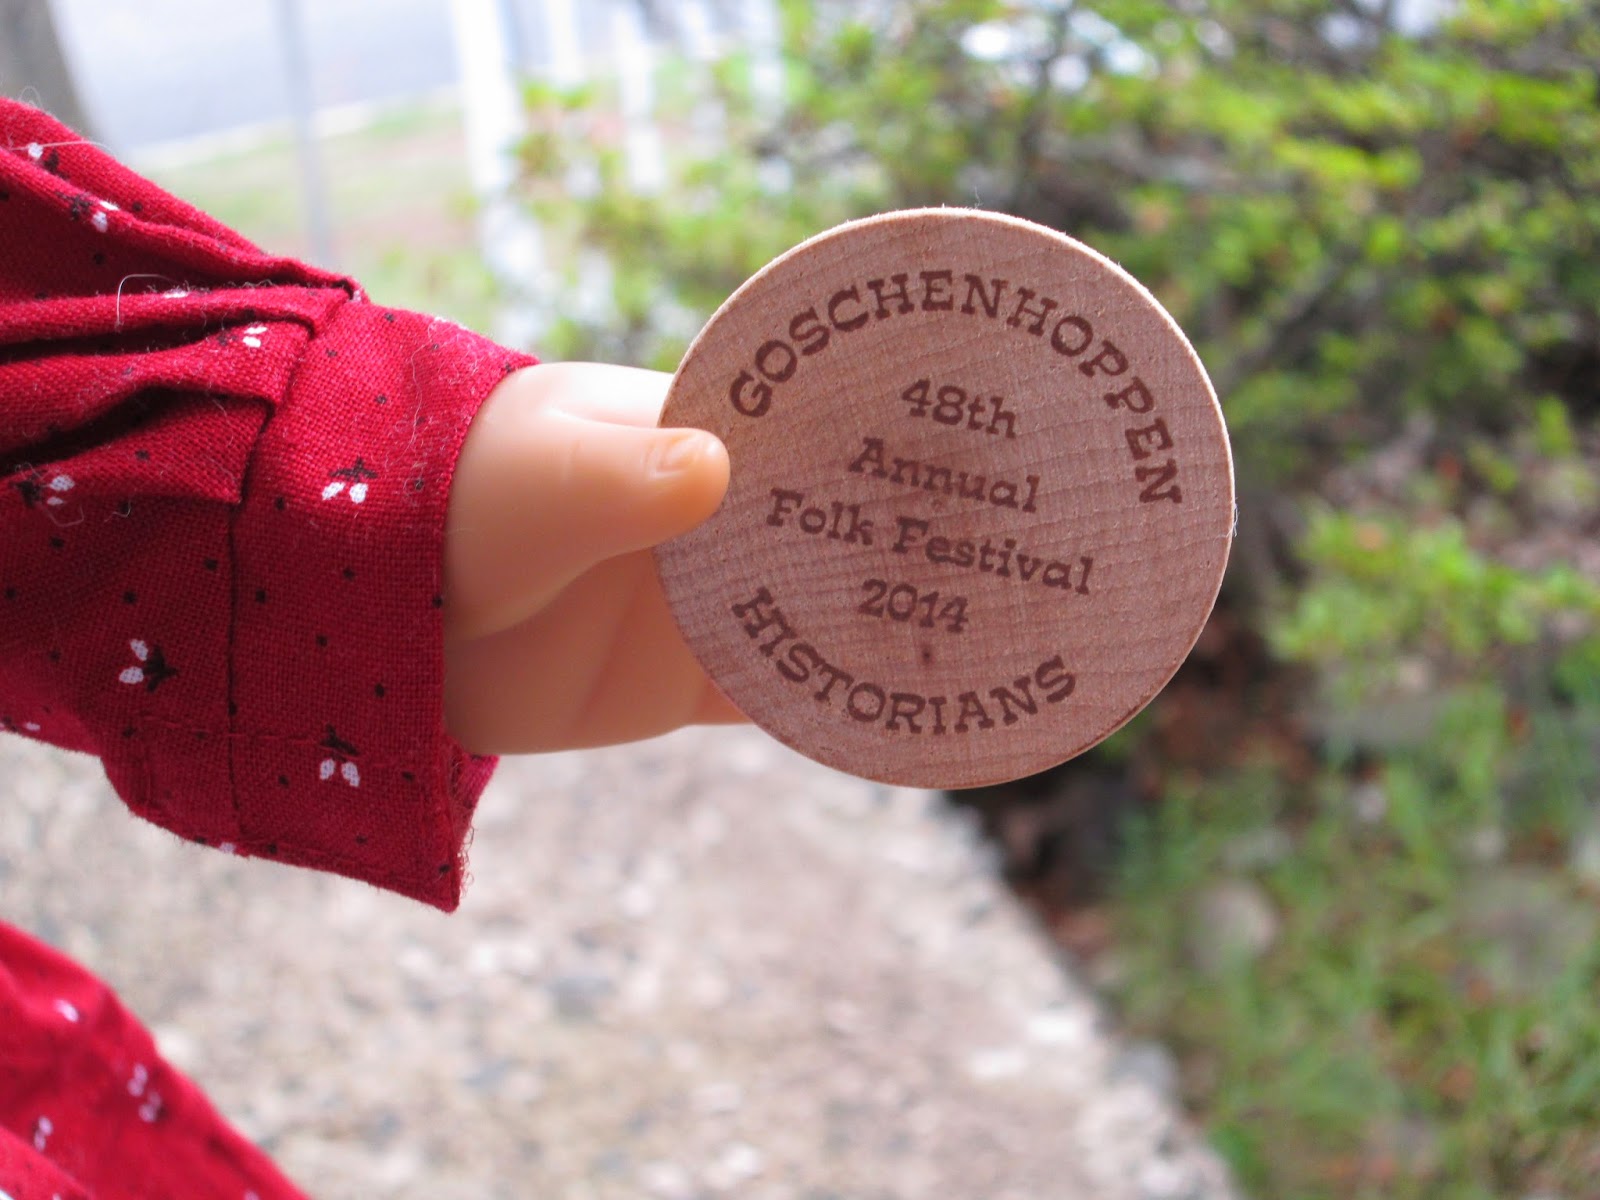 GOSCHENHOPPEN
48th
Annual
Folk Festival
2014
HISTORIANS